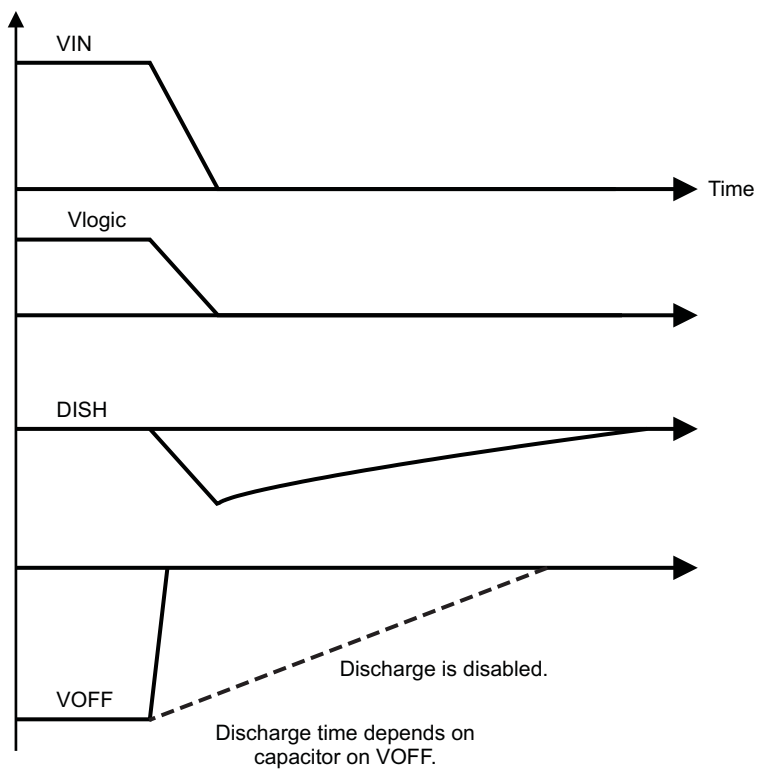 VIN
Time
Vlogic
DISH
Discharge is disabled.
VOFF
Discharge time depends on
capacitor on VOFF.